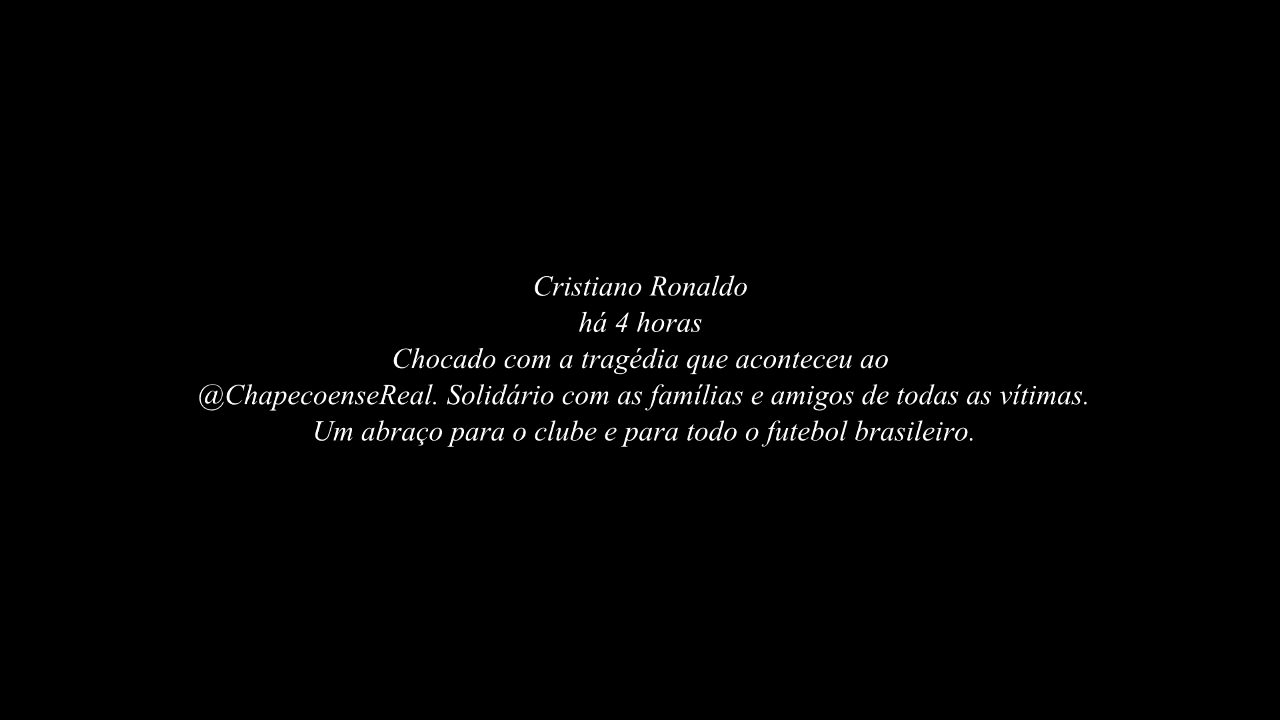 Cristiano Ronaldo
há 4 horas
Chocado com a tragédia que aconteceu ao
@ChapecoenseReal. Solidário com as famílias e amigos de todas as vítimas.
Um abraço para o clube e para todo o futebol brasileiro.